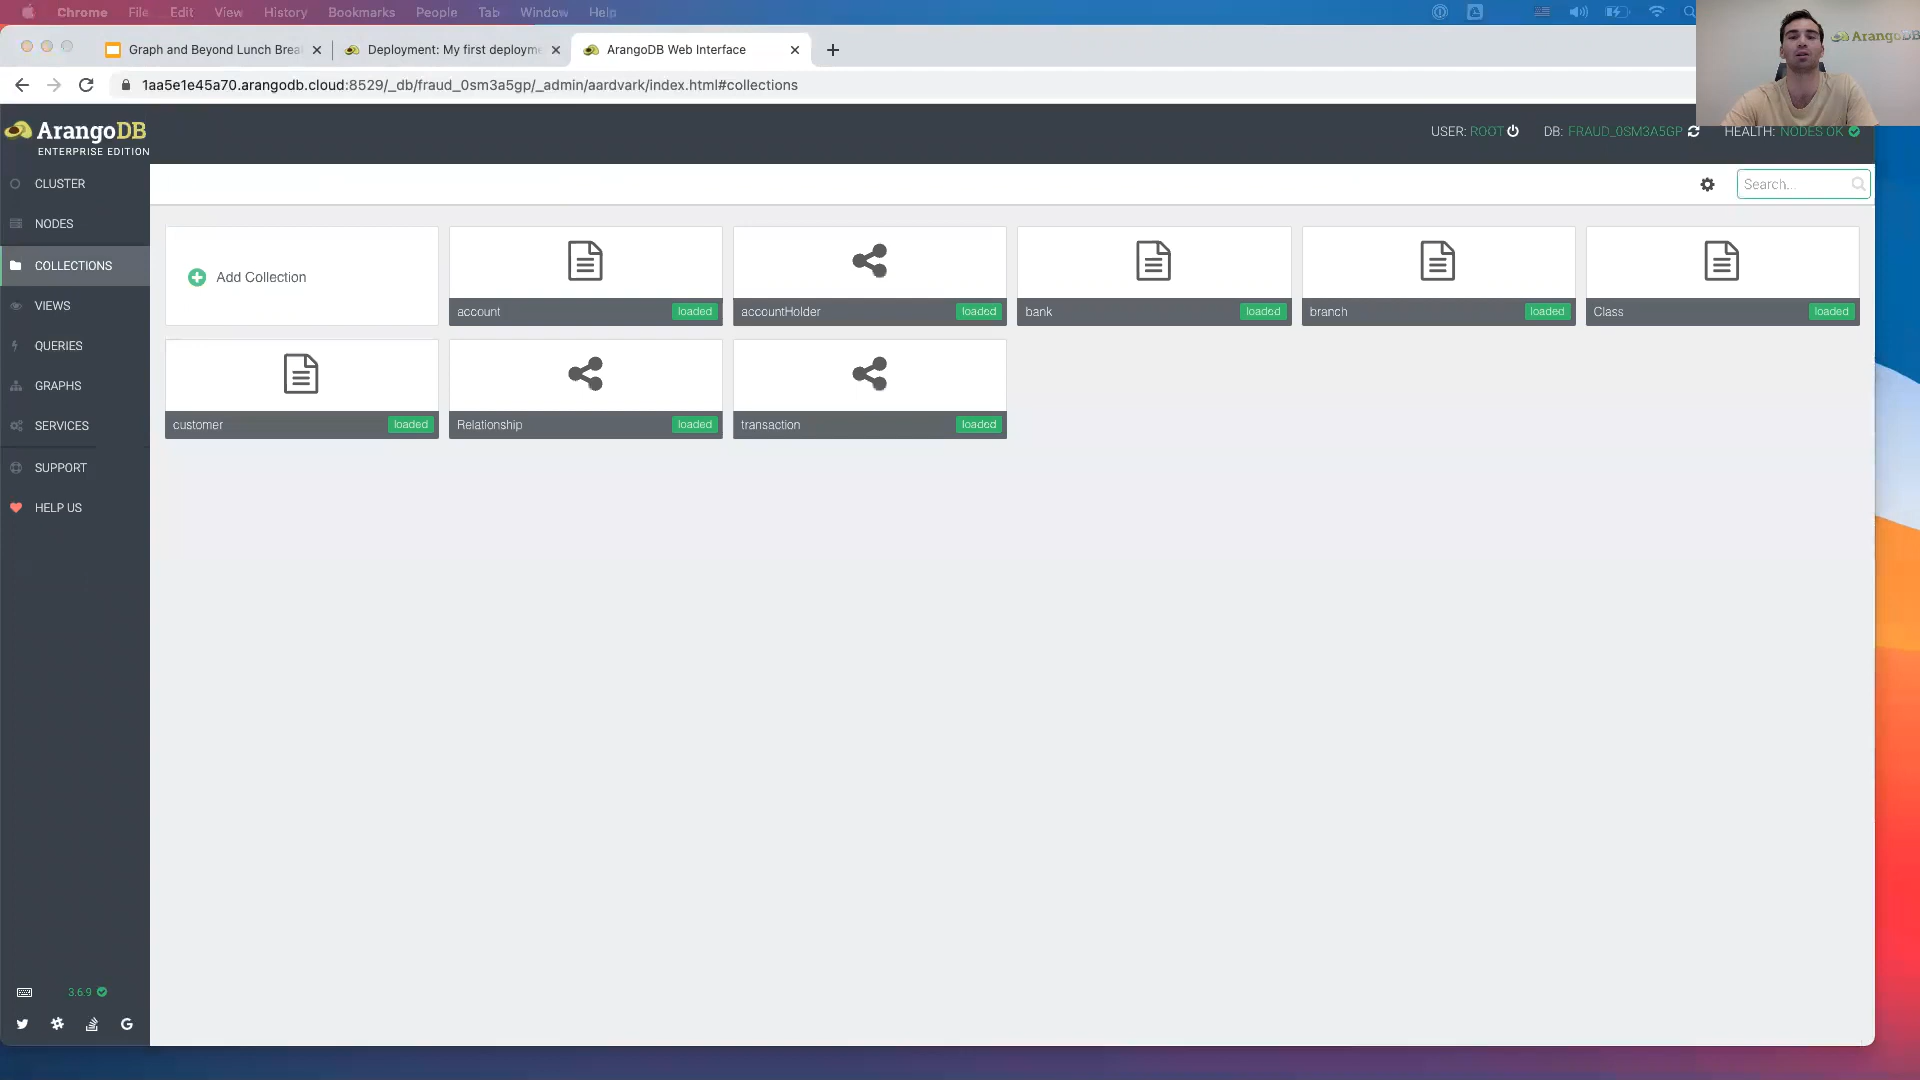 Chrome File Edit View History Bookmarks People Tab Window Help
Graph and Beyond Lunch Brea
Deployment: My first deployme
ArangoDB Web Interface
1aa5e1e45a70.arangodb.cloud:8529/_db/fraud_0sm3a5gp/_admin/aardvark/index.html#collections
ArangoDB
ArangoDB
ENTERPRISE EDITION
USER: ROOT
DB: FRAUD_0SM3A5GP
HEALTH: NODES OK
CLUSTER
NODES
COLLECTIONS
VIEWS
QUERIES
GRAPHS
SERVICES
SUPPORT
HELP US
Search...
Add Collection
account loaded
accountHolder loaded
bank loaded
branch loaded
Class loaded
customer loaded
Relationship loaded
transaction loaded
3.6.9